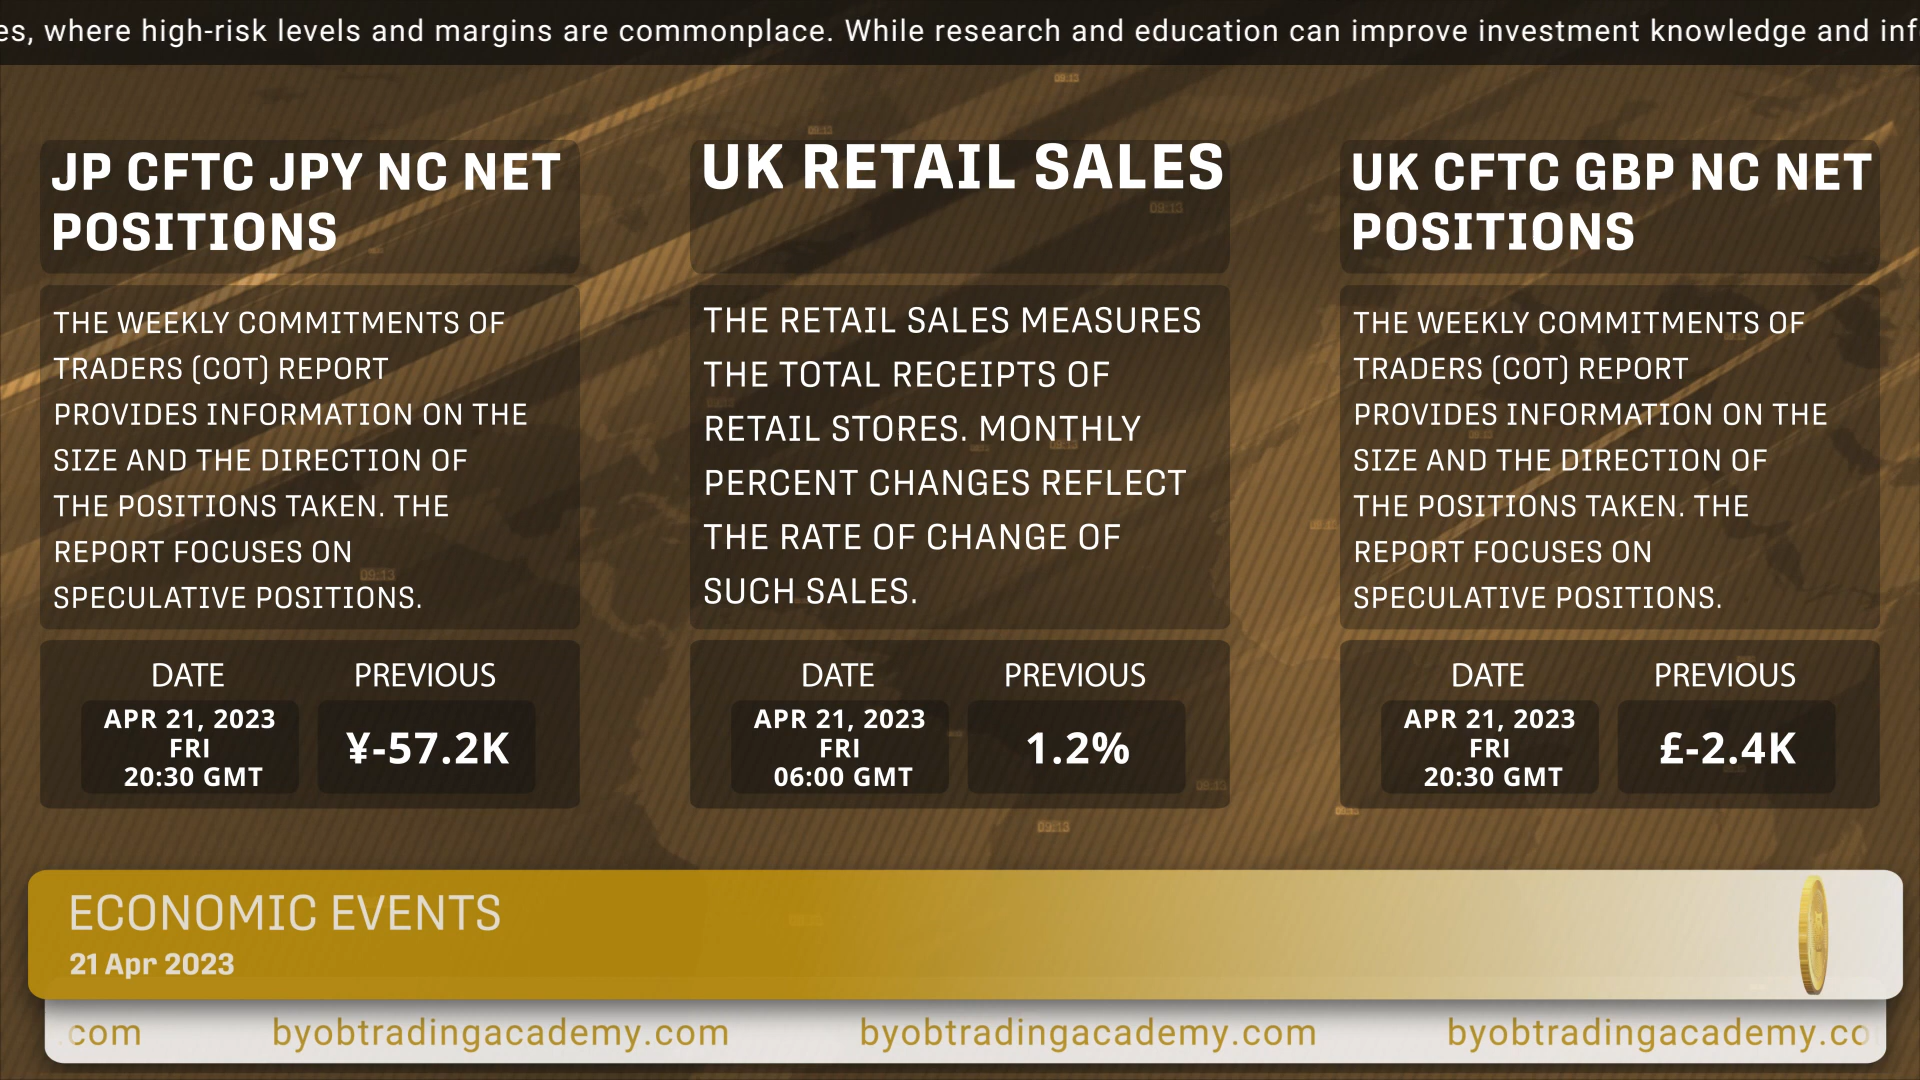 es, where high-risk levels and margins are commonplace. While research and education can improve investment knowledge and inf
JP CFTC JPY NC NET
POSITIONS
THE WEEKLY COMMITMENTS OF
TRADERS (COT) REPORT
PROVIDES INFORMATION ON THE
SIZE AND THE DIRECTION OF
THE POSITIONS TAKEN. THE
REPORT FOCUSES ON
SPECULATIVE POSITIONS.
DATE
PREVIOUS
APR 21, 2023
FRI
20:30 GMT
¥-57.2K
UK RETAIL SALES
THE RETAIL SALES MEASURES
THE TOTAL RECEIPTS OF
RETAIL STORES. MONTHLY
PERCENT CHANGES REFLECT
THE RATE OF CHANGE OF
SUCH SALES.
DATE
PREVIOUS
APR 21, 2023
FRI
06:00 GMT
1.2%
UK CFTC GBP NC NET
POSITIONS
THE WEEKLY COMMITMENTS OF
TRADERS (COT) REPORT
PROVIDES INFORMATION ON THE
SIZE AND THE DIRECTION OF
THE POSITIONS TAKEN. THE
REPORT FOCUSES ON
SPECULATIVE POSITIONS.
DATE
PREVIOUS
APR 21, 2023
FRI
20:30 GMT
£-2.4K
ECONOMIC EVENTS
21 Apr 2023
.com byobtradingacademy.com byobtradingacademy.com byobtradingacademy.co